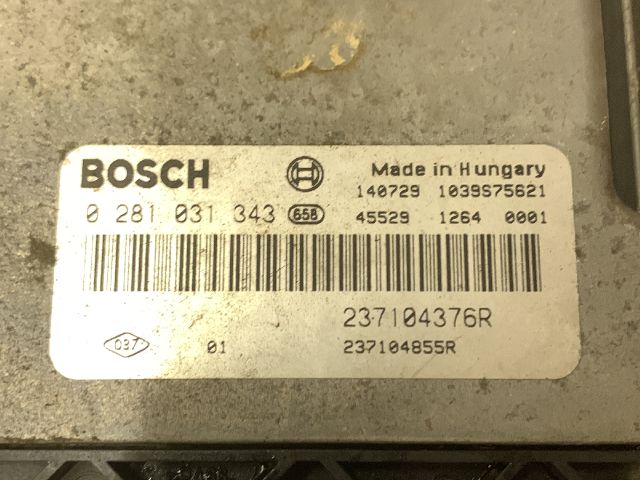 BOSCH
Made in Hungary
140729 1039S75621
0 281 031 343 658
45529 1264 0001
237104376R
037 01 237104855R